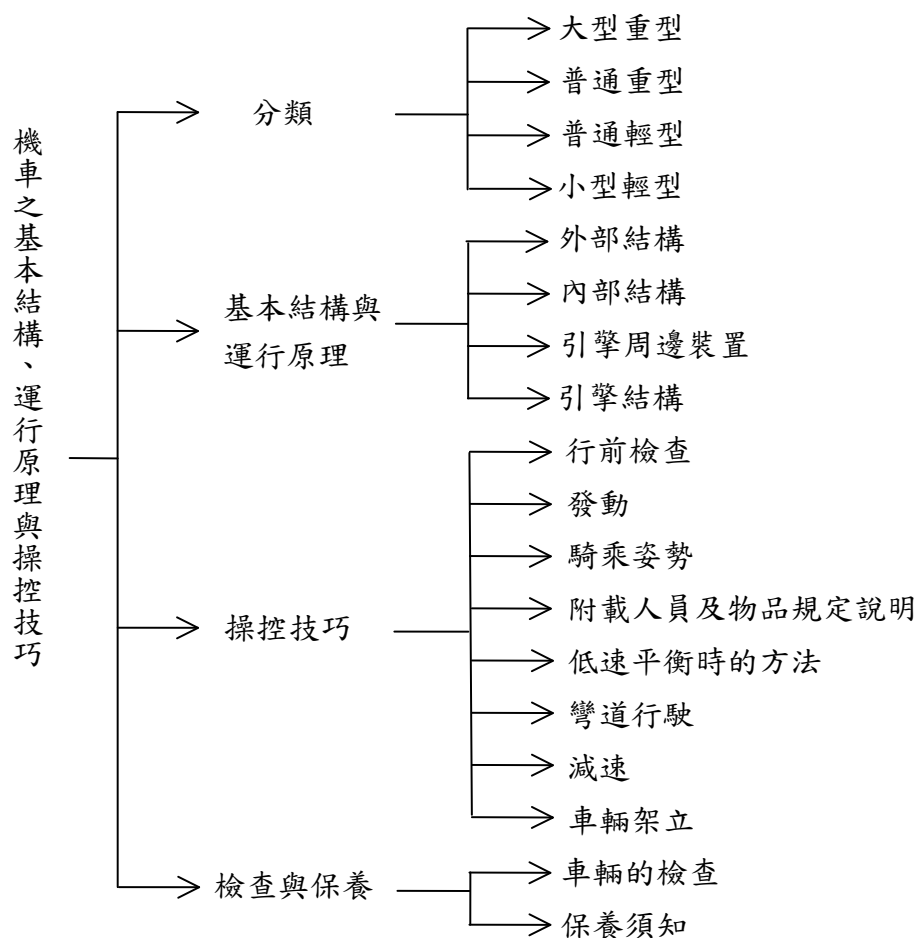 機車之基本結構、運行原理與操控技巧
分類
大型重型
普通重型
普通輕型
小型輕型
基本結構與
運行原理
外部結構
內部結構
引擎周邊裝置
引擎結構
操控技巧
行前檢查
發動
騎乘姿勢
附載人員及物品規定說明
低速平衡時的方法
彎道行駛
減速
車輛架立
檢查與保養
車輛的檢查
保養須知